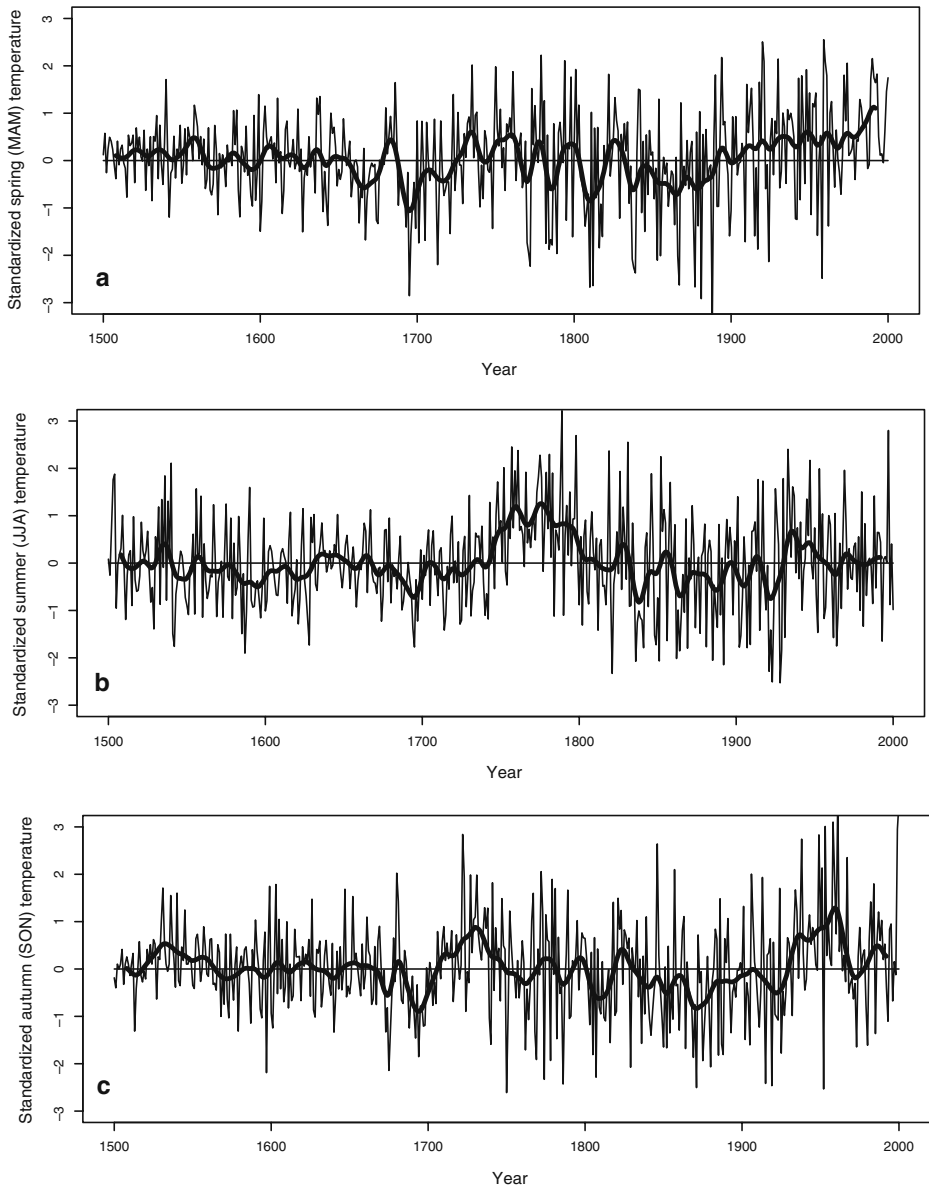 Standardized spring (MAM) temperature
3
2
1
0
−1
−2
−3
a
1500 1600 1700 1800 1900 2000
Year
Standardized summer (JJA) temperature
3
2
1
0
−1
−2
−3
b
1500 1600 1700 1800 1900 2000
Year
Standardized autumn (SON) temperature
3
2
1
0
−1
−2
−3
c
1500 1600 1700 1800 1900 2000
Year